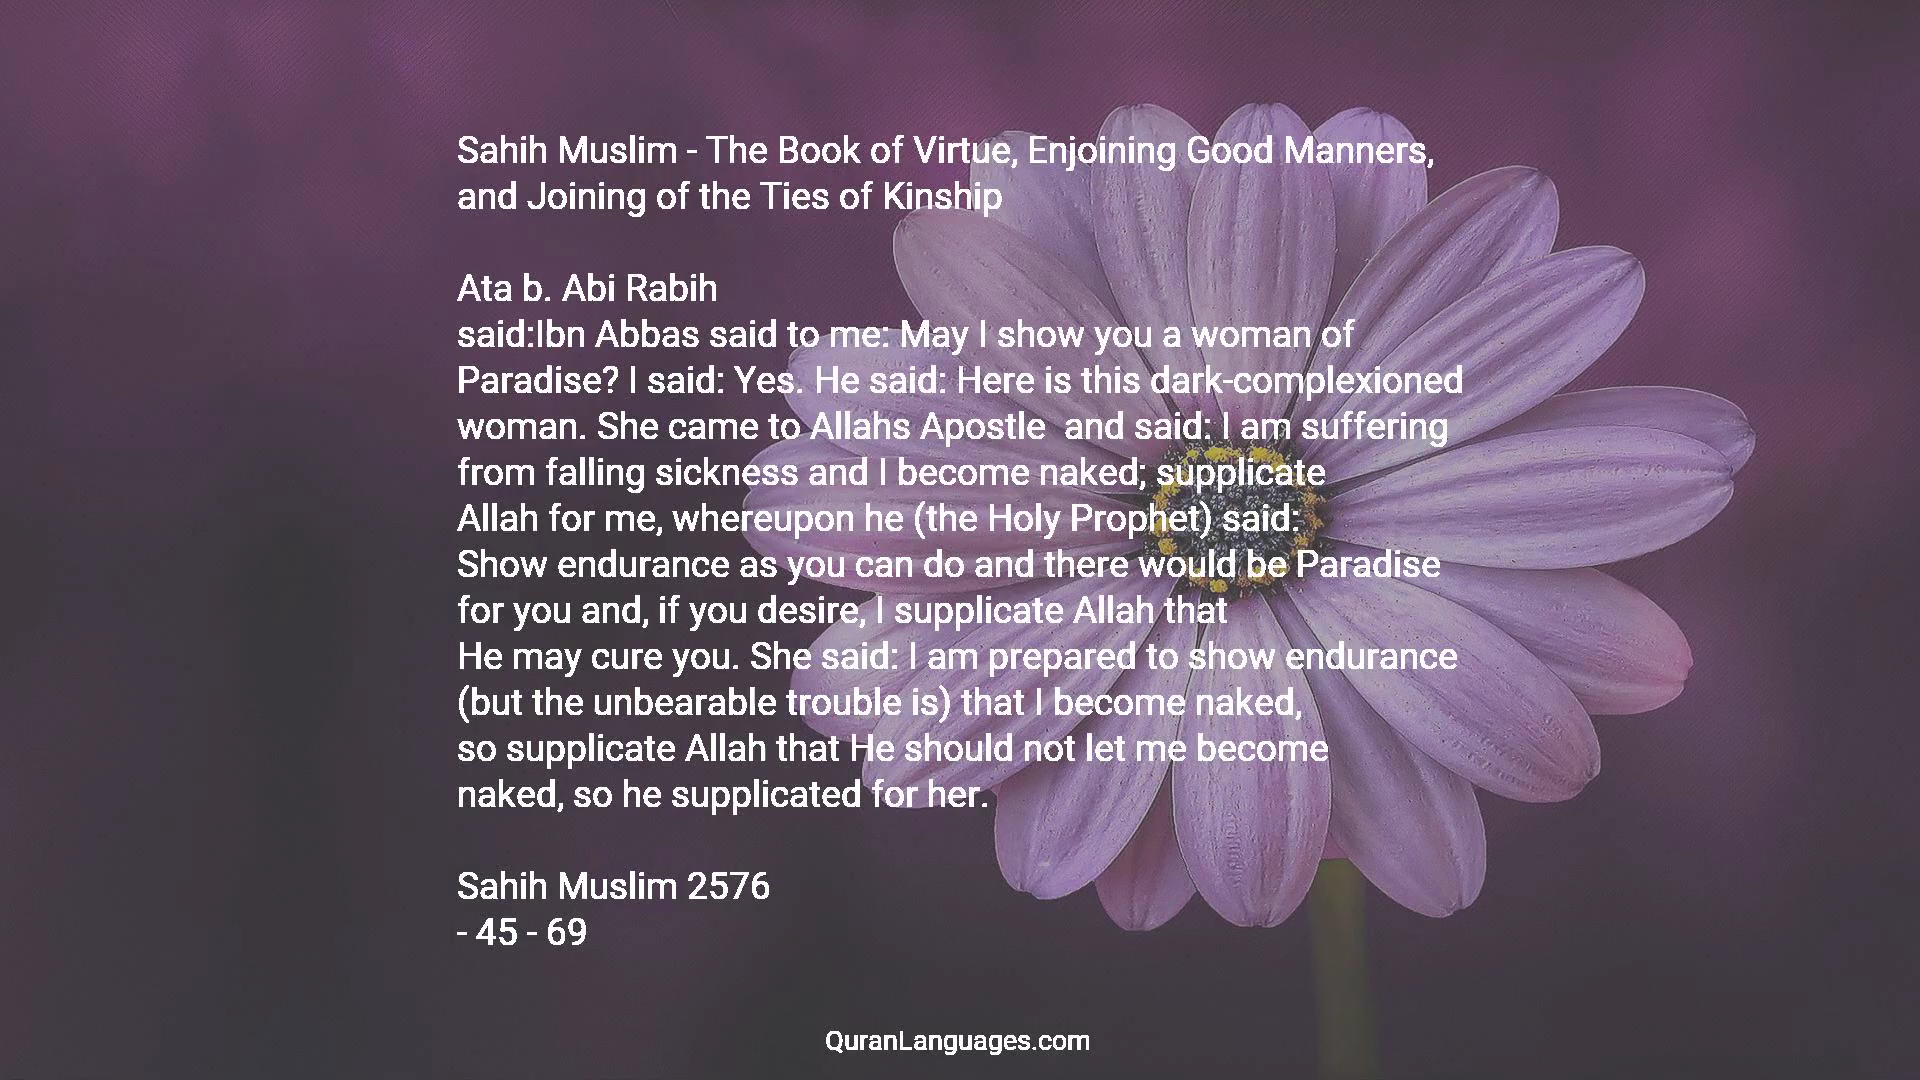 Sahih Muslim - The Book of Virtue, Enjoining Good Manners,
and Joining of the Ties of Kinship
Ata b. Abi Rabih
said:Ibn Abbas said to me: May I show you a woman of
Paradise? I said: Yes. He said: Here is this dark-complexioned
woman. She came to Allahs Apostle  and said: I am suffering
from falling sickness and I become naked; supplicate
Allah for me, whereupon he (the Holy Prophet) said:
Show endurance as you can do and there would be Paradise
for you and, if you desire, I supplicate Allah that
He may cure you. She said: I am prepared to show endurance
(but the unbearable trouble is) that I become naked,
so supplicate Allah that He should not let me become
naked, so he supplicated for her.
Sahih Muslim 2576
- 45 - 69
QuranLanguages.com